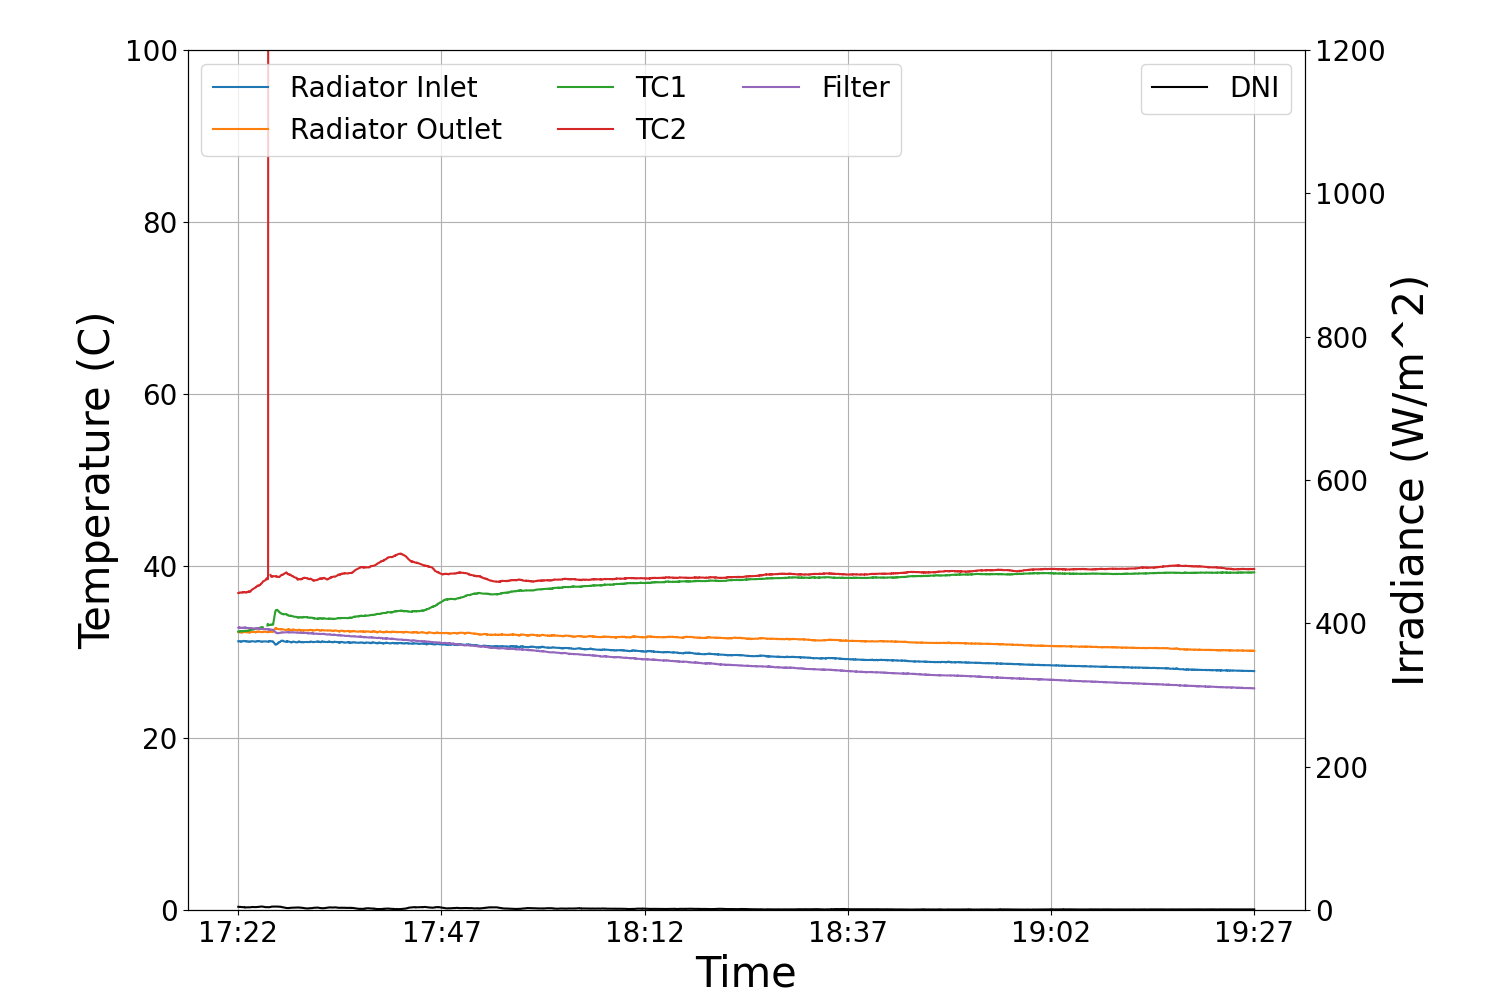 100
80
60
40
20
0
Temperature (C)
Radiator Inlet
Radiator Outlet
TC1
TC2
Filter
DNI
1200
1000
800
600
400
200
0
Irradiance (W/m^2)
17:22
17:47
18:12
18:37
19:02
19:27
Time